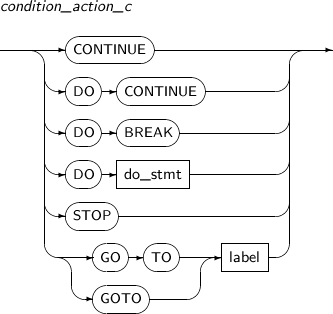 condition_action_c
CONTINUE
DO CONTINUE
DO BREAK
DO do_stmt
STOP
GO TO label
GOTO